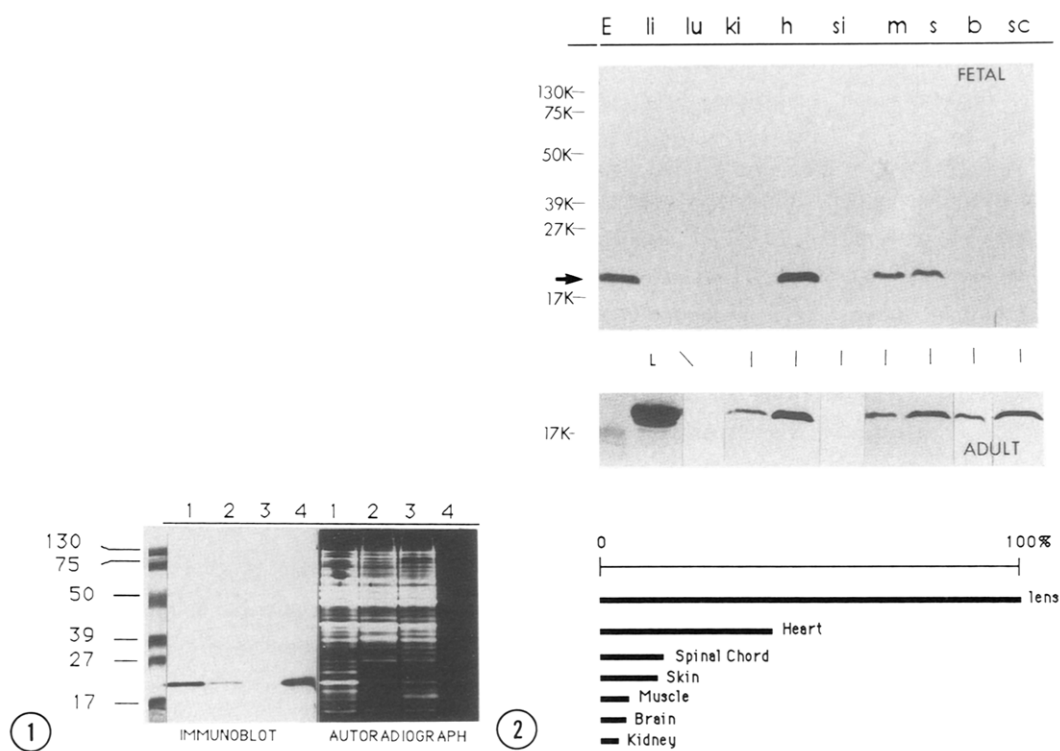 E li lu ki h si m s b sc
FETAL
130K
75K
50K
39K
27K
17K
L
17K
ADULT
1 2 3 4 1 2 3 4
130
75
50
39
27
17
IMMUNOBLOT AUTORADIOGRAPH
1
2
0 100%
lens
Heart
Spinal Chord
Skin
Muscle
Brain
Kidney